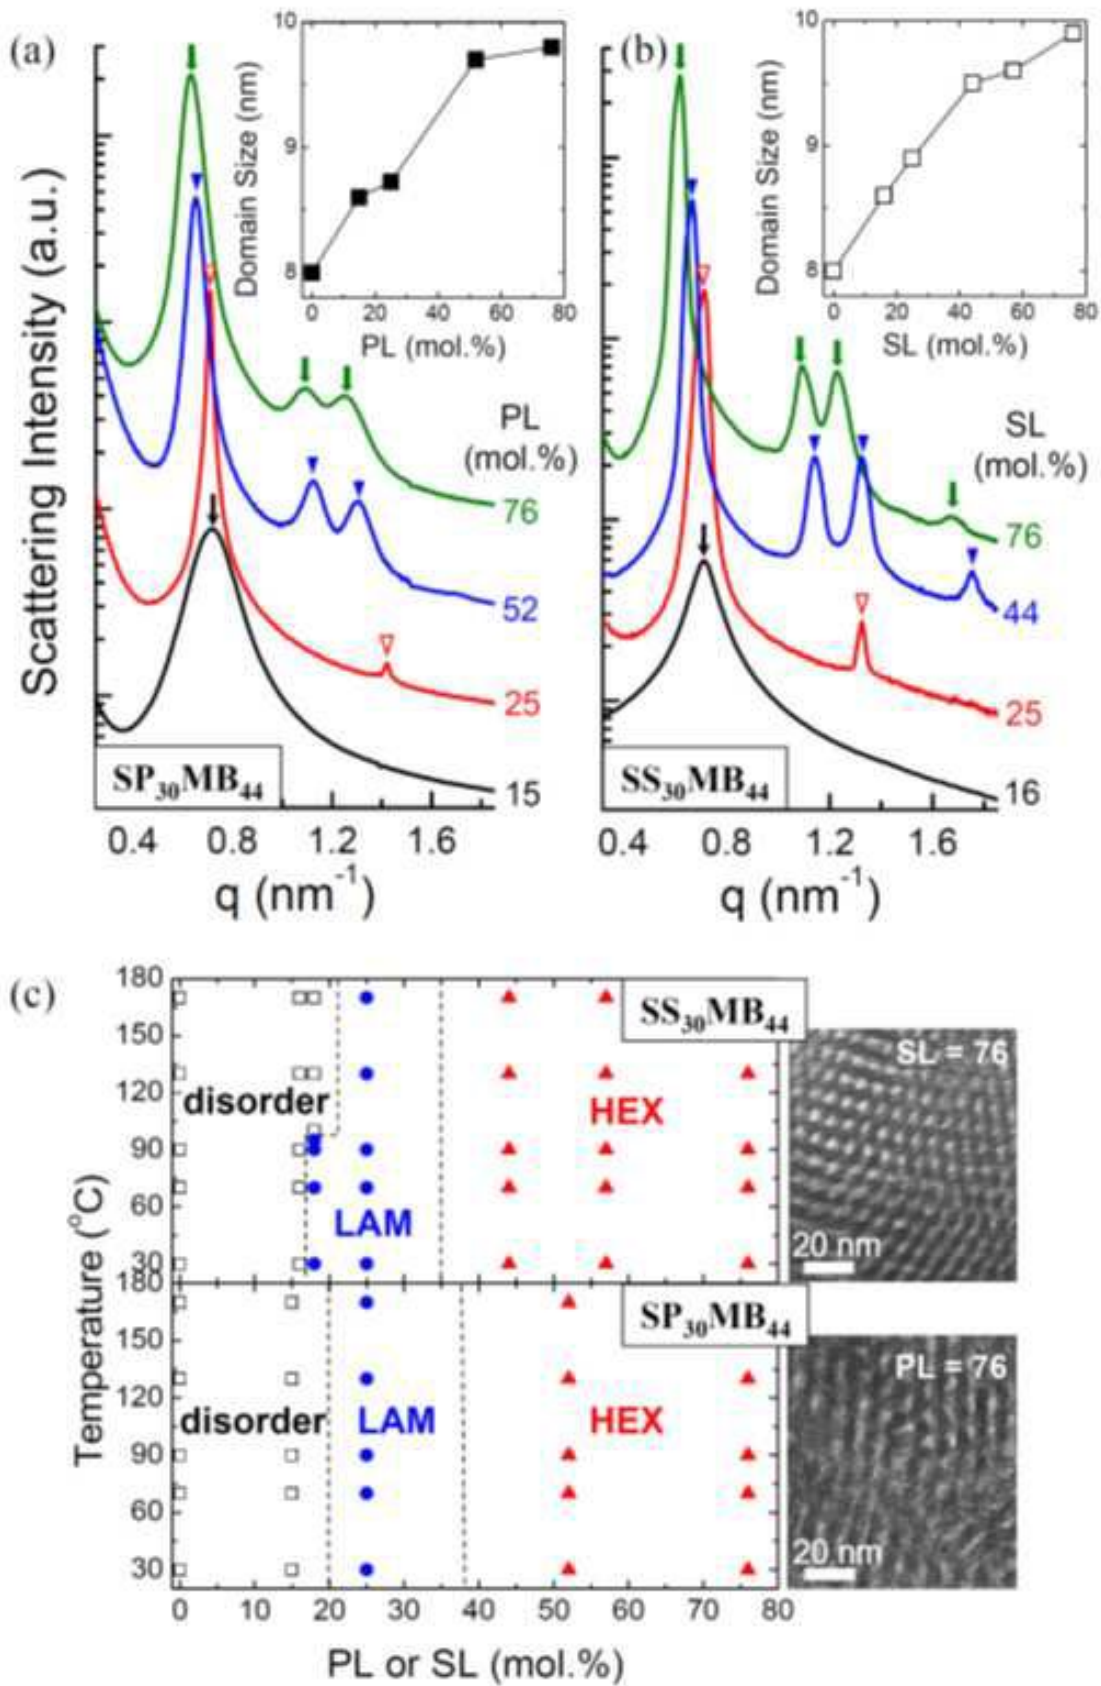 (a)
Scattering Intensity (a.u.)
10
9
8
Domain Size (nm)
0 20 40 60 80
PL (mol.%)
PL
(mol.%)
76
52
25
15
SP30MB44
0.4 0.8 1.2 1.6
q (nm-1)
(b)
10
9
8
Domain Size (nm)
0 20 40 60 80
SL (mol.%)
SL
(mol.%)
76
44
25
16
SS30MB44
0.4 0.8 1.2 1.6
q (nm-1)
(c)
Temperature (oC)
180
150
120
90
60
30
SS30MB44
disorder
LAM
HEX
SL = 76
20 nm
180
150
120
90
60
30
SP30MB44
disorder
LAM
HEX
PL = 76
20 nm
0 10 20 30 40 50 60 70 80
PL or SL (mol.%)